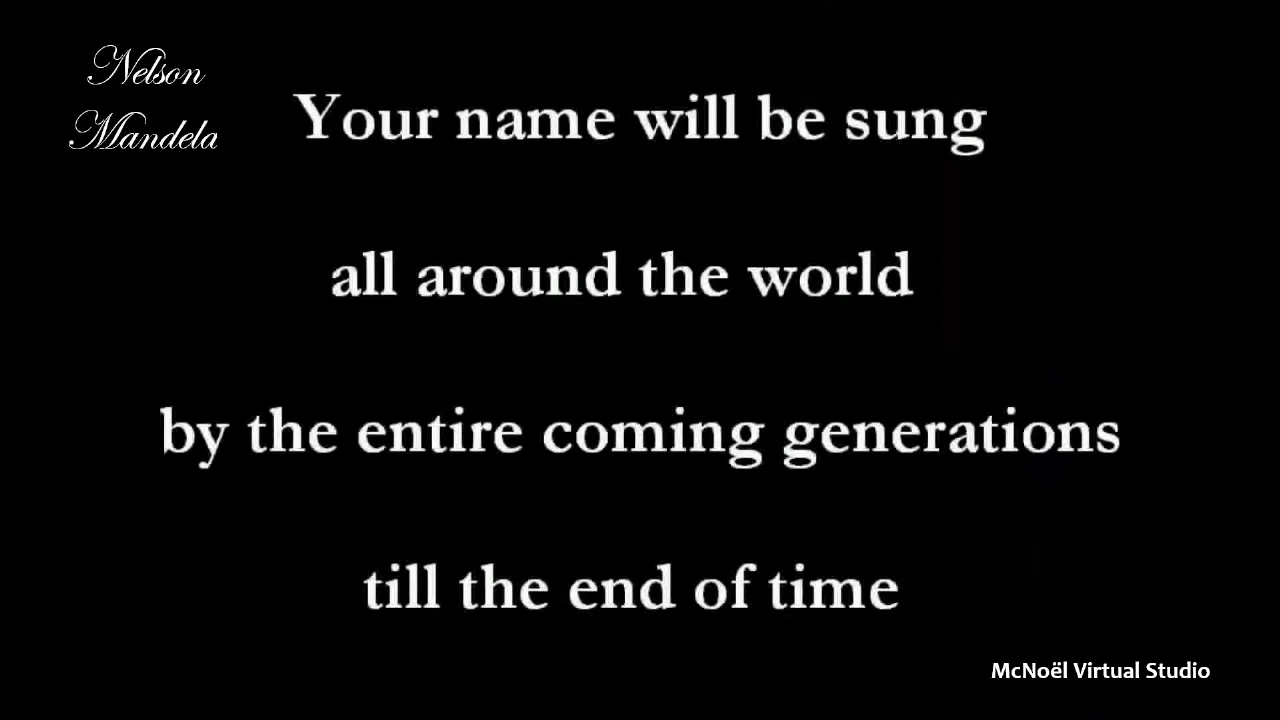 Nelson
Mandela
Your name will be sung
all around the world
by the entire coming generations
till the end of time
McNoël Virtual Studio